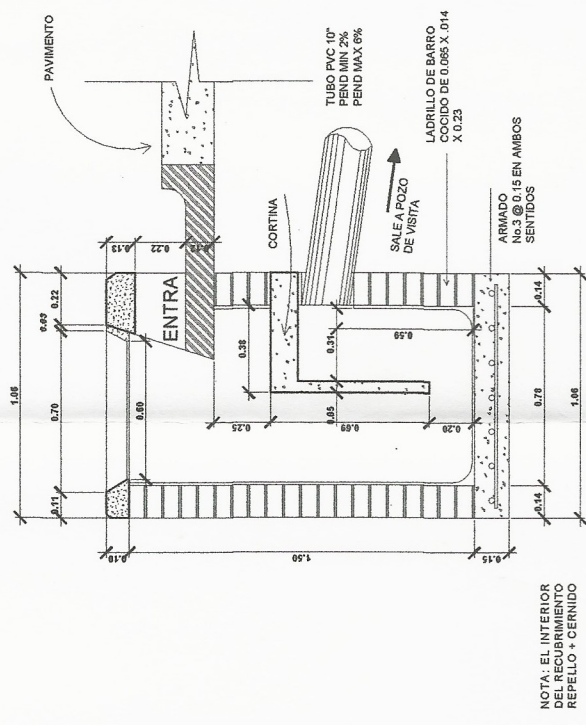 PAVIMENTO
1.06
0.11
0.70
0.03
0.22
0.13
0.22
0.12
0.60
ENTRA
0.10
1.50
0.15
CORTINA
0.38
0.25
0.31
0.05
0.69
0.59
0.20
TUBO PVC 10"
PEND MIN 2%
PEND MAX 6%
SALE A POZO
DE VISITA
LADRILLO DE BARRO
COCIDO DE 0.065 X .014
X 0.23
ARMADO
No.3 @ 0.15 EN AMBOS
SENTIDOS
0.14
0.78
0.14
1.06
NOTA: EL INTERIOR
DEL RECUBRIMIENTO
REPELLO + CERNIDO